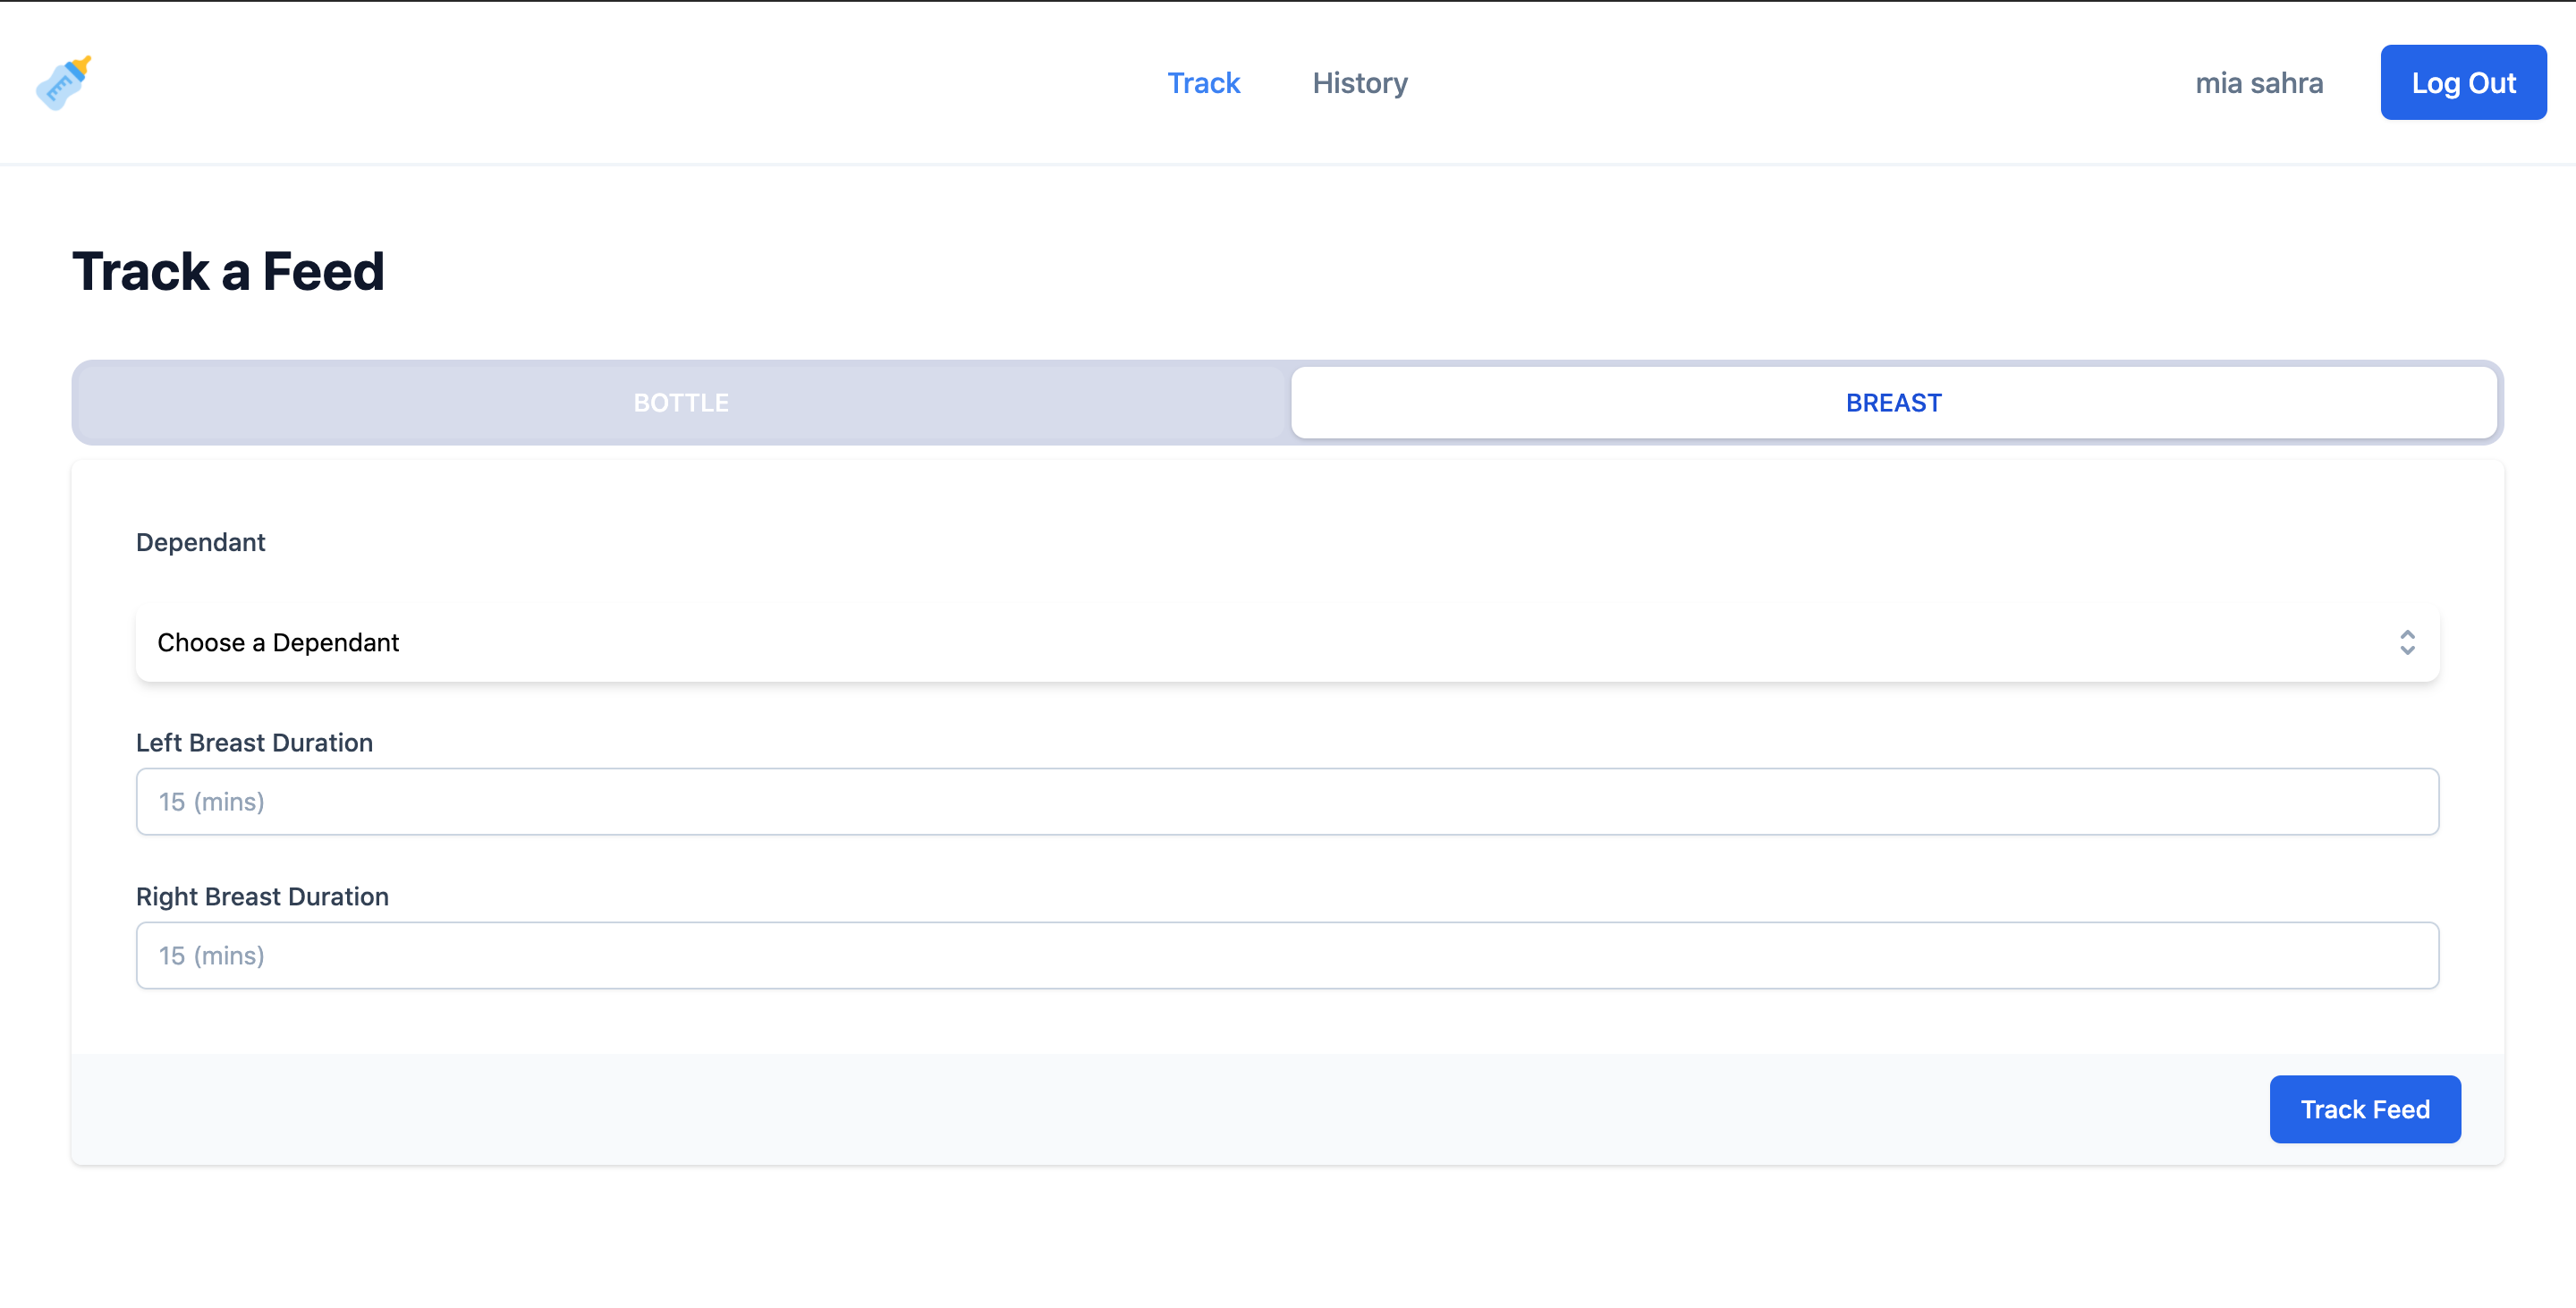 Track History mia sahra Log Out
Track a Feed
BOTTLE BREAST
Dependant
Choose a Dependant
Left Breast Duration
15 (mins)
Right Breast Duration
15 (mins)
Track Feed